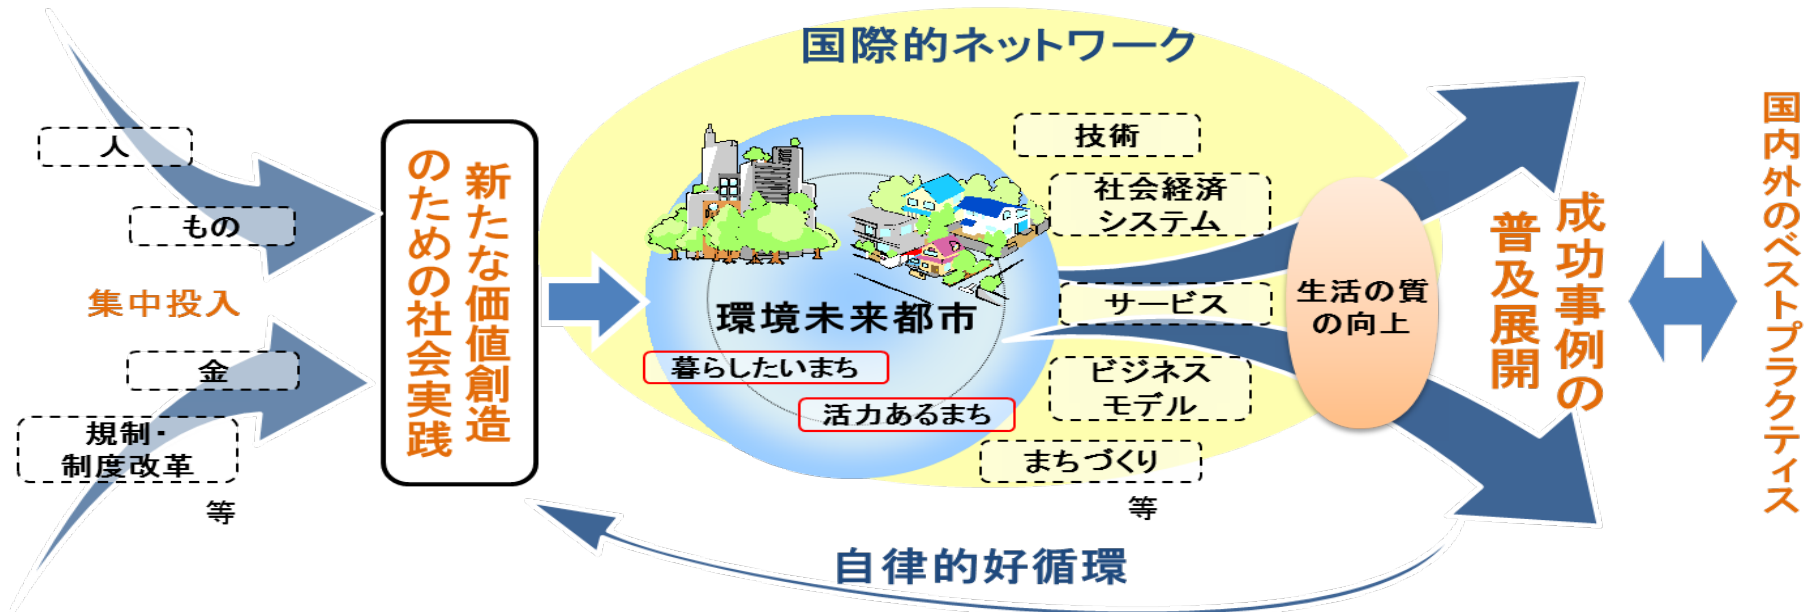 国際的ネットワーク
人
もの
集中投入
金
規制・
制度改革
等
新たな価値創造
のための社会実践
環境未来都市
暮らしたいまち
活力あるまち
技術
社会経済
システム
サービス
ビジネス
モデル
まちづくり
等
生活の質
の向上
成功事例の
普及展開
国内外のベストプラクティス
自律的好循環